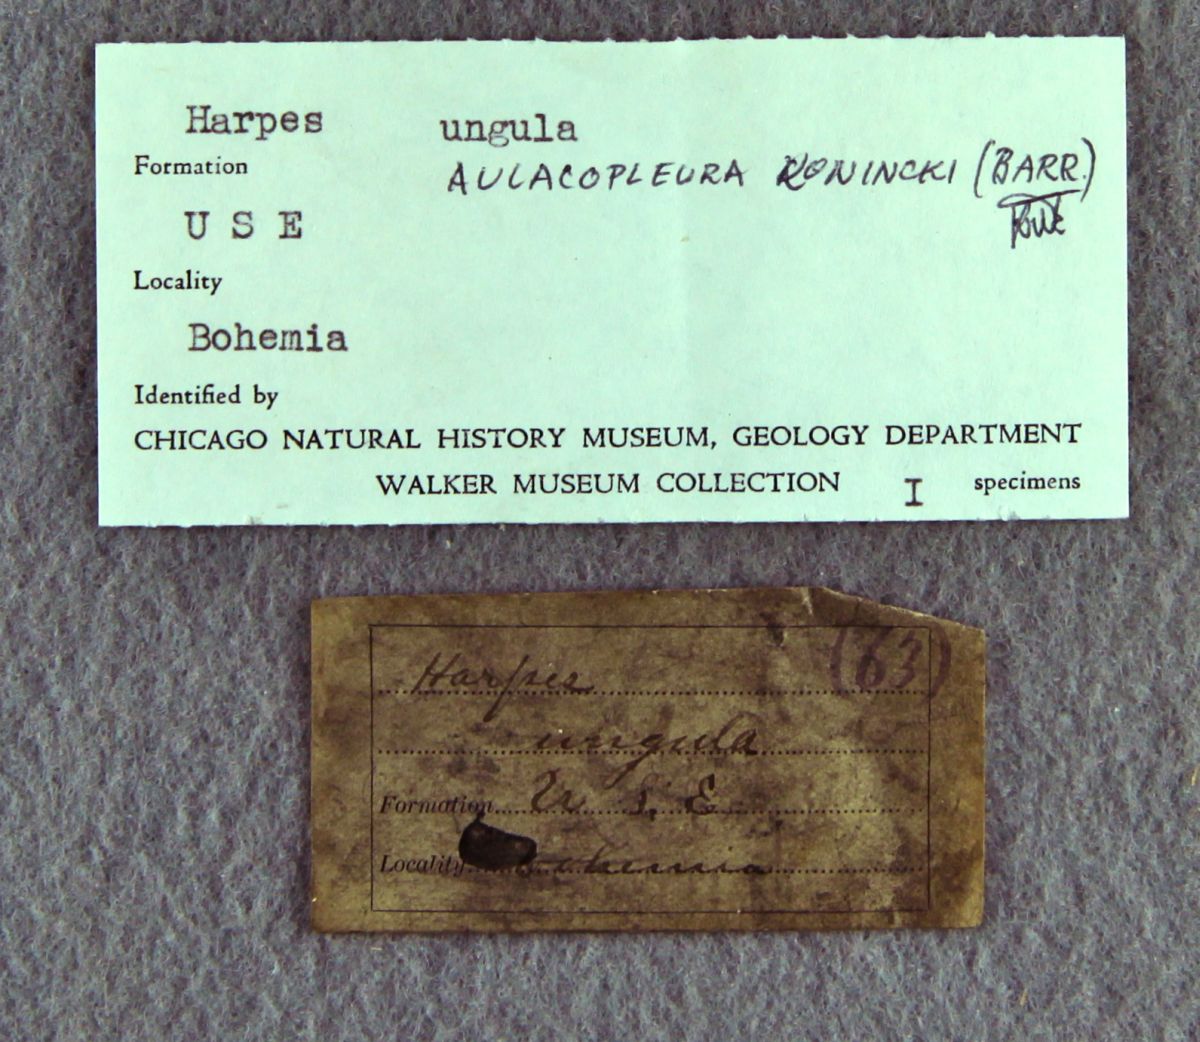 Harpes ungula
Formation AULACOPLEURA KONINCKI (BARR.)
U S E
Locality
Bohemia
Identified by
CHICAGO NATURAL HISTORY MUSEUM, GEOLOGY DEPARTMENT
WALKER MUSEUM COLLECTION I specimens
(63)
Harpes
ungula
Formation U S. E
Locality